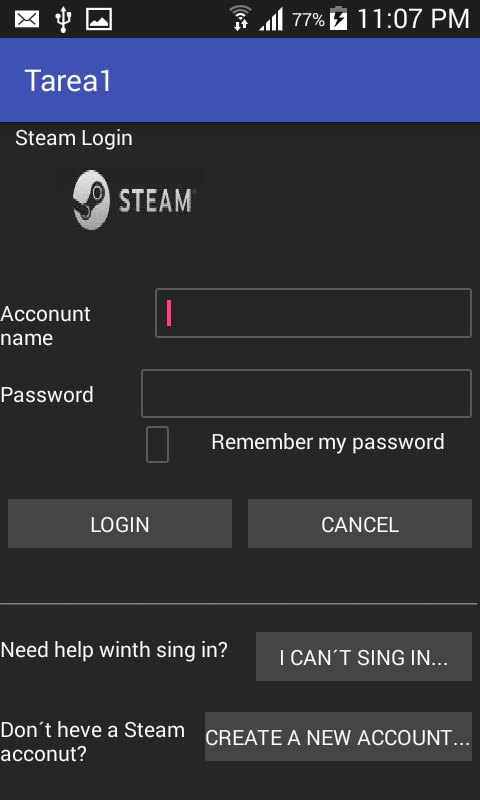 77% 11:07 PM
Tarea1
Steam Login
STEAM
Acconunt
name
Password
Remember my password
LOGIN CANCEL
Need help winth sing in?
I CAN´T SING IN...
Don´t heve a Steam
acconut?
CREATE A NEW ACCOUNT...